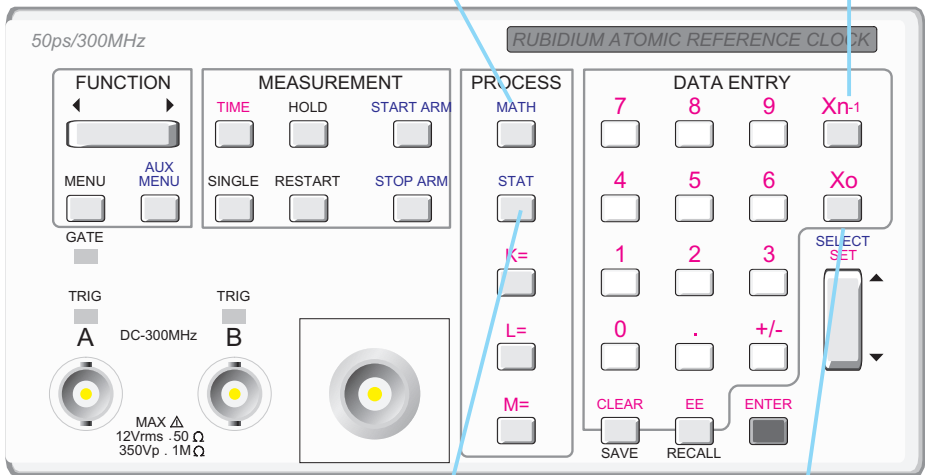 50ps/300MHz
RUBIDIUM ATOMIC REFERENCE CLOCK
FUNCTION
MEASUREMENT
PROCESS
DATA ENTRY
TIME HOLD START ARM
MATH
7 8 9 Xn-1
MENU AUX MENU
SINGLE RESTART STOP ARM
STAT
4 5 6 Xo
GATE
K=
1 2 3
SELECT
SET
TRIG TRIG
A DC-300MHz B
L=
0 . +/-
M=
CLEAR EE ENTER
SAVE RECALL
MAX ⚠
12Vrms . 50 Ω
350Vp . 1M Ω